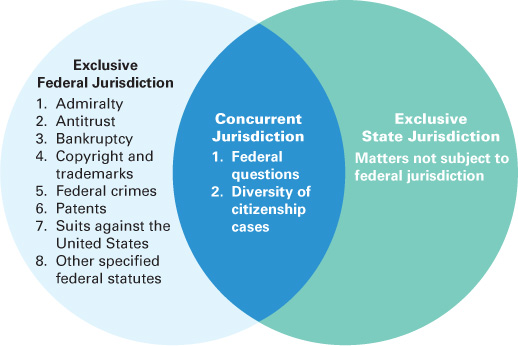 Exclusive
Federal Jurisdiction
1. Admiralty
2. Antitrust
3. Bankruptcy
4. Copyright and
trademarks
5. Federal crimes
6. Patents
7. Suits against the
United States
8. Other specified
federal statutes
Concurrent
Jurisdiction
1. Federal
questions
2. Diversity of
citizenship
cases
Exclusive
State Jurisdiction
Matters not subject to
federal jurisdiction